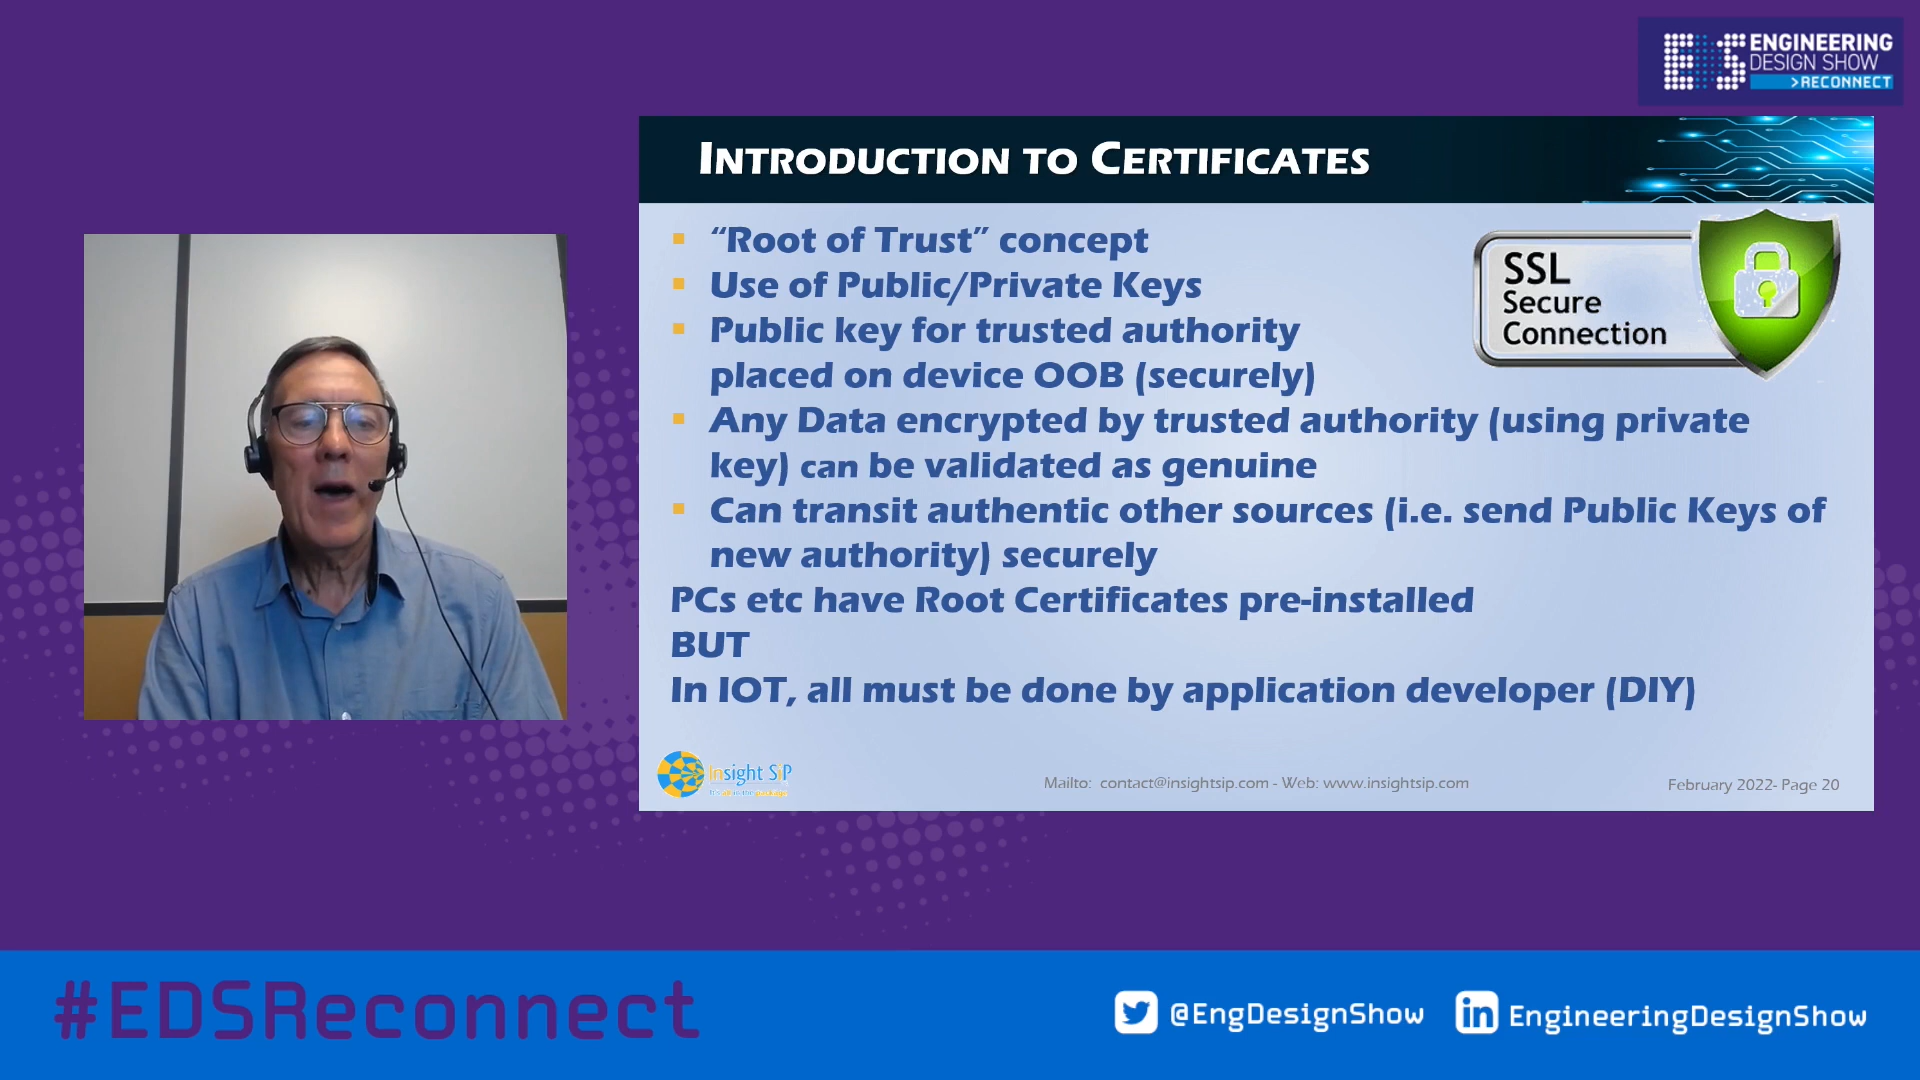 ENGINEERING
DESIGN SHOW
>RECONNECT
INTRODUCTION TO CERTIFICATES
“Root of Trust” concept
Use of Public/Private Keys
Public key for trusted authority
placed on device OOB (securely)
Any Data encrypted by trusted authority (using private
key) can be validated as genuine
Can transit authentic other sources (i.e. send Public Keys of
new authority) securely
PCs etc have Root Certificates pre-installed
BUT
In IOT, all must be done by application developer (DIY)
SSL
Secure
Connection
Insight SiP
Mailto: contact@insightsip.com - Web: www.insightsip.com
February 2022- Page 20
#EDSReconnect
@EngDesignShow
in EngineeringDesignShow